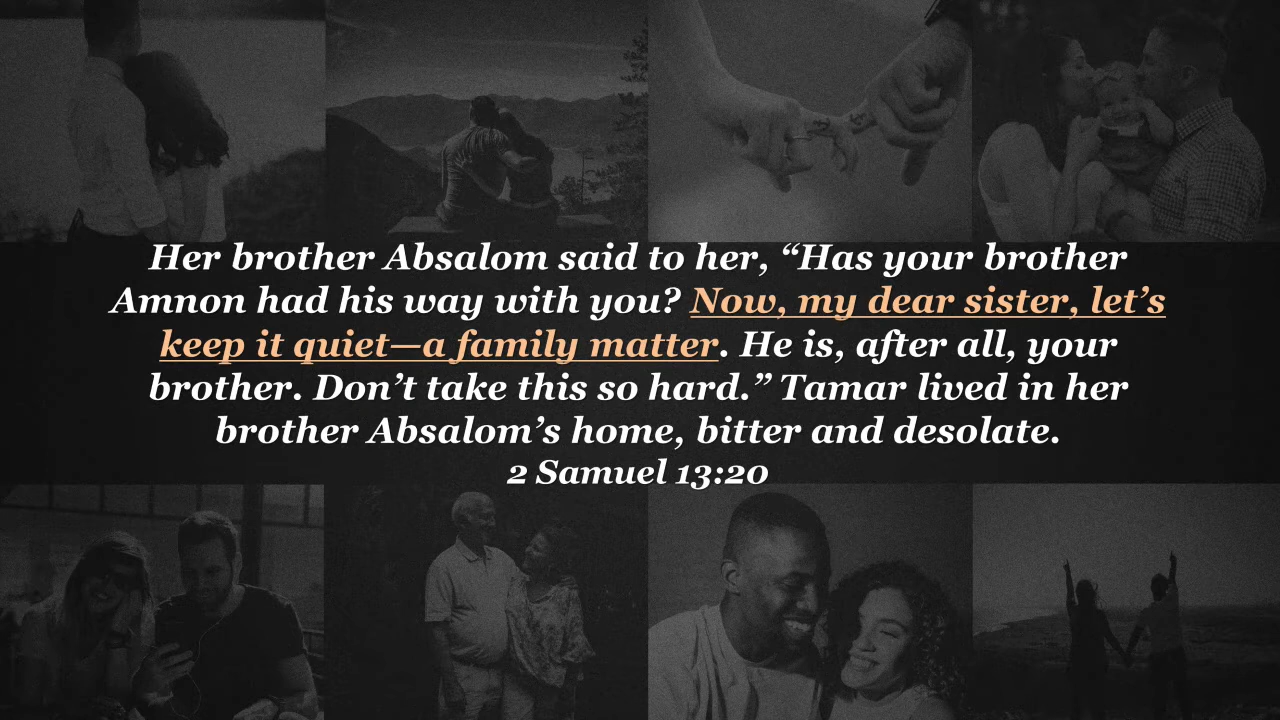 Her brother Absalom said to her, “Has your brother
Amnon had his way with you? Now, my dear sister, let’s
keep it quiet—a family matter. He is, after all, your
brother. Don’t take this so hard.” Tamar lived in her
brother Absalom’s home, bitter and desolate.
2 Samuel 13:20